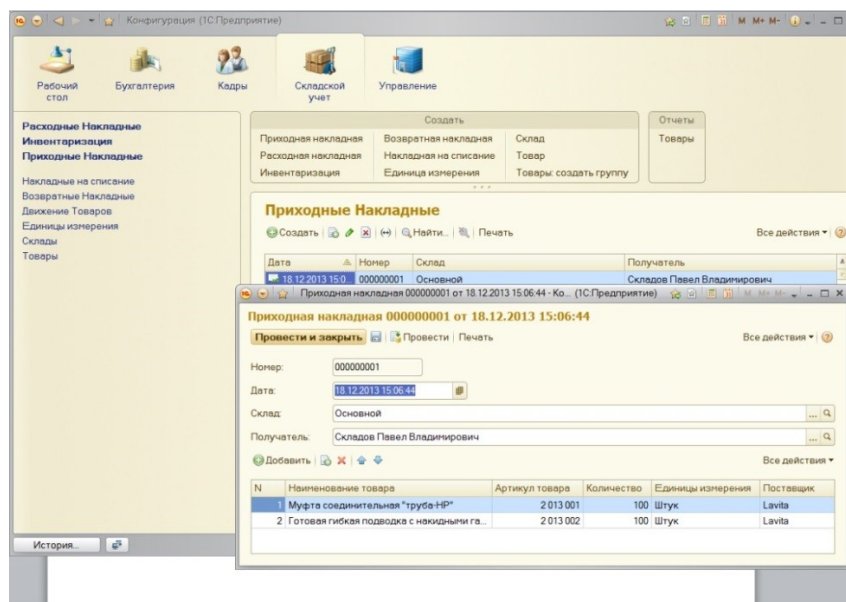 Конфигурация (1С:Предприятие)
M M+ M-
Рабочий стол
Бухгалтерия
Кадры
Складской учет
Управление
Расходные Накладные
Инвентаризация
Приходные Накладные
Накладные на списание
Возвратные Накладные
Движение Товаров
Единицы измерения
Склады
Товары
Создать
Приходная накладная Возвратная накладная Склад
Расходная накладная Накладная на списание Товар
Инвентаризация Единица измерения Товары: создать группу
Отчеты
Товары
Приходные Накладные
Создать Найти... Печать Все действия
Дата Номер Склад Получатель
18.12.2013 15:0... 000000001 Основной Складов Павел Владимирович
Приходная накладная 000000001 от 18.12.2013 15:06:44 - Ко... (1С:Предприятие) M M+ M-
Приходная накладная 000000001 от 18.12.2013 15:06:44
Провести и закрыть Провести Печать Все действия
Номер: 000000001
Дата: 18.12.2013 15:06:44
Склад: Основной
Получатель: Складов Павел Владимирович
Добавить Все действия
N Наименование товара Артикул товара Количество Единицы измерения Поставщик
1 Муфта соединительная "труба-НР" 2 013 001 100 Штук Lavita
2 Готовая гибкая подводка с накидными га... 2 013 002 100 Штук Lavita
История...